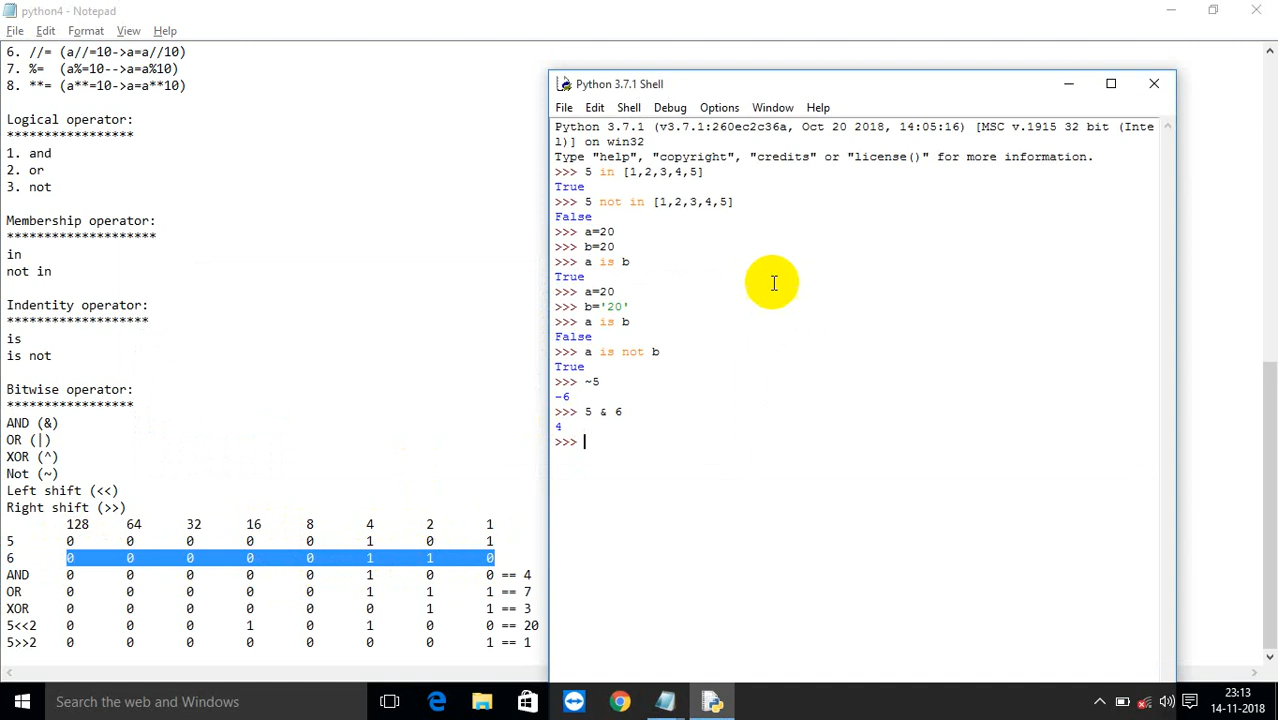 python4 - Notepad
File Edit Format View Help
6. //= (a//=10->a=a//10)
7. %= (a%=10-->a=a%10)
8. **= (a**=10->a=a**10)
Logical operator:
*****************
1. and
2. or
3. not
Membership operator:
********************
in
not in
Indentity operator:
*******************
is
is not
Bitwise operator:
*****************
AND (&)
OR (|)
XOR (^)
Not (~)
Left shift (<<)
Right shift (>>)
128 64 32 16 8 4 2 1
5 0 0 0 0 0 1 0 1
6 0 0 0 0 0 1 1 0
AND 0 0 0 0 0 1 0 0 == 4
OR 0 0 0 0 0 1 1 1 == 7
XOR 0 0 0 0 0 0 1 1 == 3
5<<2 0 0 0 1 0 1 0 0 == 20
5>>2 0 0 0 0 0 0 0 1 == 1
Python 3.7.1 Shell
File Edit Shell Debug Options Window Help
Python 3.7.1 (v3.7.1:260ec2c36a, Oct 20 2018, 14:05:16) [MSC v.1915 32 bit (Inte
l)] on win32
Type "help", "copyright", "credits" or "license()" for more information.
>>> 5 in [1,2,3,4,5]
True
>>> 5 not in [1,2,3,4,5]
False
>>> a=20
>>> b=20
>>> a is b
True
>>> a=20
>>> b='20'
>>> a is b
False
>>> a is not b
True
>>> ~5
-6
>>> 5 & 6
4
>>>
Search the web and Windows
23:13
14-11-2018